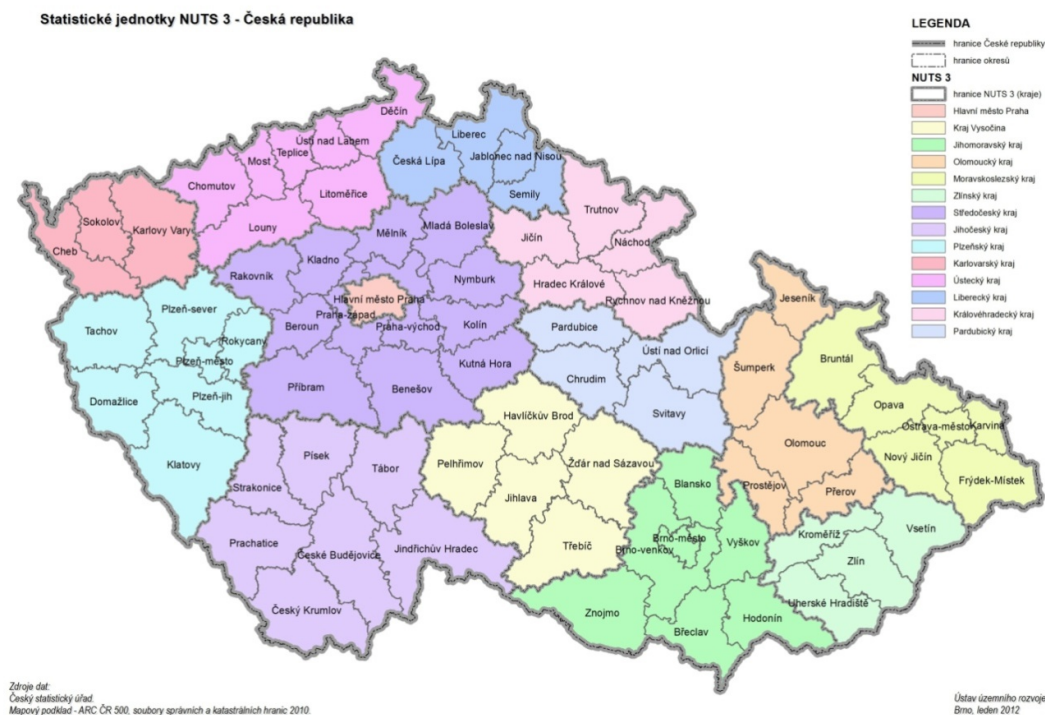 Statistické jednotky NUTS 3 - Česká republika
LEGENDA
hranice České republiky
hranice okresů
NUTS 3
hranice NUTS 3 (kraje)
Hlavní město Praha
Kraj Vysočina
Jihomoravský kraj
Olomoucký kraj
Moravskoslezský kraj
Zlínský kraj
Středočeský kraj
Jihočeský kraj
Plzeňský kraj
Karlovarský kraj
Ústecký kraj
Liberecký kraj
Královéhradecký kraj
Pardubický kraj
Děčín
Ústí nad Labem
Liberec
Teplice
Most
Česká Lípa
Jablonec nad Nisou
Chomutov
Litoměřice
Semily
Sokolov
Karlovy Vary
Cheb
Louny
Mělník
Mladá Boleslav
Trutnov
Jičín
Náchod
Rakovník
Kladno
Nymburk
Hradec Králové
Rychnov nad Kněžnou
Hlavní město Praha
Praha-západ
Praha-východ
Beroun
Kolín
Jeseník
Tachov
Plzeň-sever
Rokycany
Plzeň-město
Plzeň-jih
Pardubice
Ústí nad Orlicí
Bruntál
Šumperk
Kutná Hora
Příbram
Benešov
Chrudim
Svitavy
Domažlice
Klatovy
Havlíčkův Brod
Opava
Ostrava-město
Karviná
Olomouc
Nový Jičín
Frýdek-Místek
Písek
Tábor
Pelhřimov
Žďár nad Sázavou
Strakonice
Jihlava
Blansko
Prostějov
Přerov
Prachatice
České Budějovice
Jindřichův Hradec
Třebíč
Brno-město
Brno-venkov
Vyškov
Kroměříž
Vsetín
Zlín
Český Krumlov
Znojmo
Břeclav
Hodonín
Uherské Hradiště
Zdroje dat:
Český statistický úřad.
Mapový podklad - ARC ČR 500, soubory správních a katastrálních hranic 2010.
Ústav územního rozvoje
Brno, leden 2012